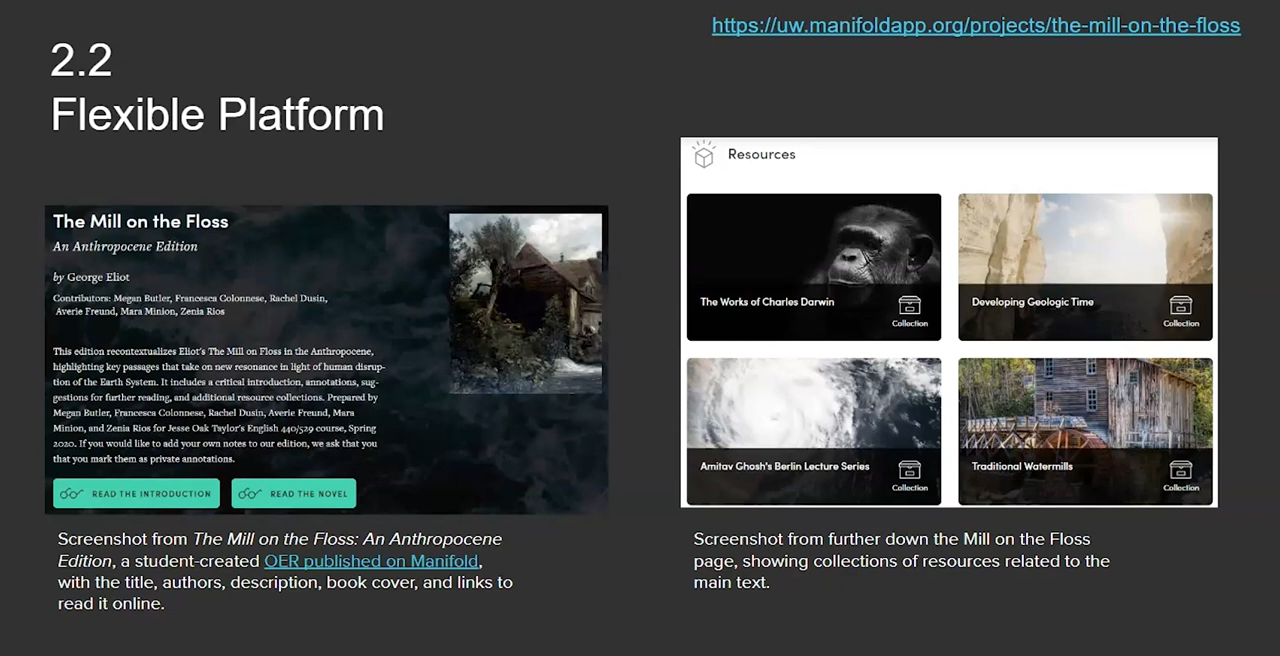 https://uw.manifoldapp.org/projects/the-mill-on-the-floss
2.2
Flexible Platform
The Mill on the Floss
An Anthropocene Edition
by George Eliot
Contributors: Megan Butler, Francesca Colonnese, Rachel Dusin,
Averie Freund, Mara Minion, Zenia Rios
This edition recontextualizes Eliot's The Mill on Floss in the Anthropocene,
highlighting key passages that take on new resonance in light of human disrup-
tion of the Earth System. It includes a critical introduction, annotations, sug-
gestions for further reading, and additional resource collections. Prepared by
Megan Butler, Francesca Colonnese, Rachel Dusin, Averie Freund, Mara
Minion, and Zenia Rios for Jesse Oak Taylor's English 440/529 course, Spring
2020. If you would like to add your own notes to our edition, we ask that you
that you mark them as private annotations.
READ THE INTRODUCTION
READ THE NOVEL
Screenshot from The Mill on the Floss: An Anthropocene
Edition, a student-created OER published on Manifold,
with the title, authors, description, book cover, and links to
read it online.
Resources
The Works of Charles Darwin
Collection
Developing Geologic Time
Collection
Amitav Ghosh's Berlin Lecture Series
Collection
Traditional Watermills
Collection
Screenshot from further down the Mill on the Floss
page, showing collections of resources related to the
main text.